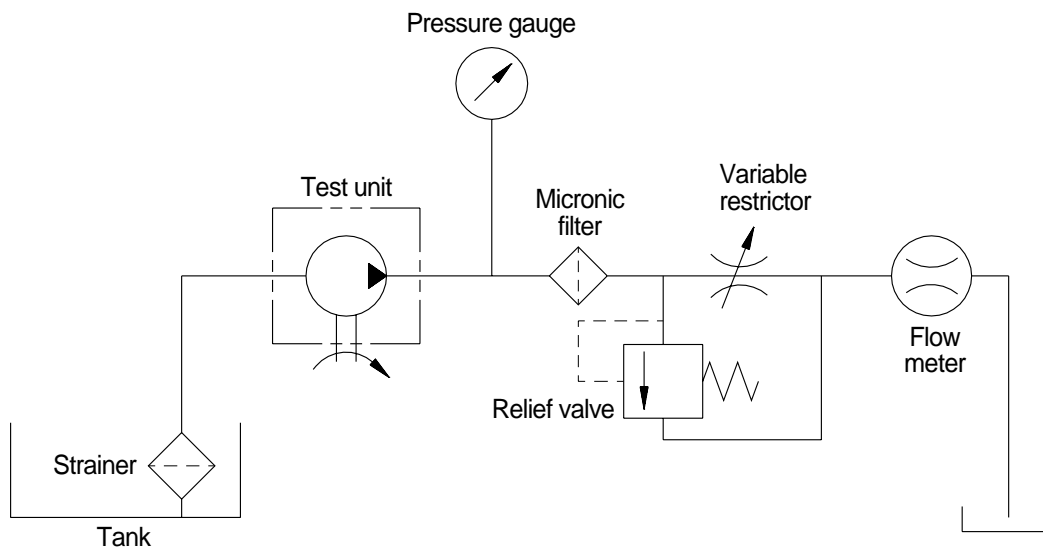 Pressure gauge
Test unit
Micronic
filter
Variable
restrictor
Flow
meter
Relief valve
Strainer
Tank